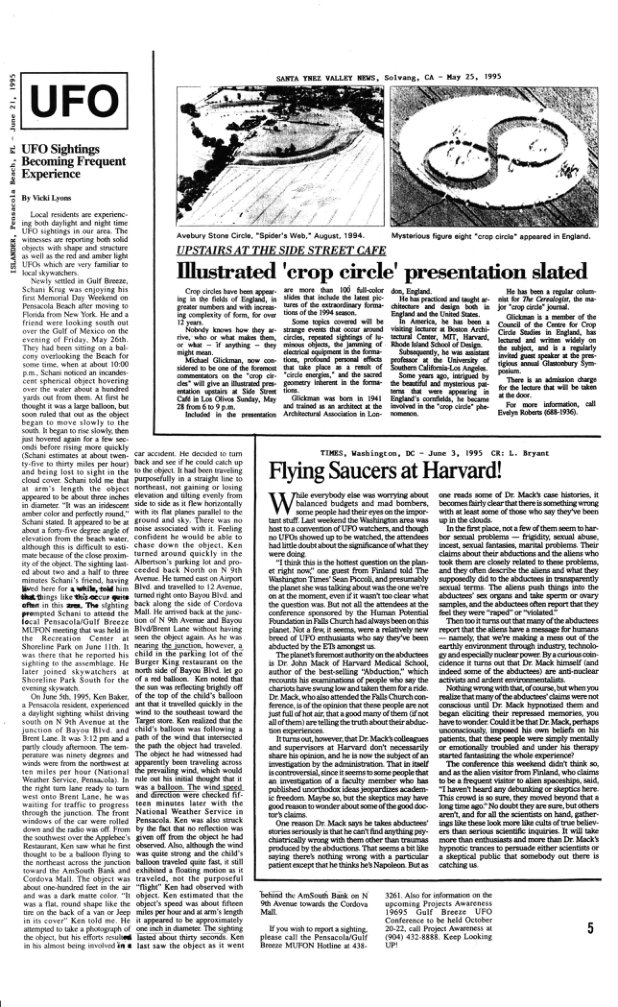 ISLANDER, Pensacola Beach, FL - June 21, 1995
UFO
UFO Sightings
Becoming Frequent
Experience
By Vicki Lyons
Local residents are experienc-
ing both daylight and night time
UFO sightings in our area. The
witnesses are reporting both solid
objects with shape and structure
as well as the red and amber light
UFOs which are very familiar to
local skywatchers.
Newly settled in Gulf Breeze,
Schani Krug was enjoying his
first Memorial Day Weekend on
Pensacola Beach after moving to
Florida from New York. He and a
friend were looking south out
over the Gulf of Mexico on the
evening of Friday, May 26th.
They had been sitting on a bal-
cony overlooking the Beach for
some time, when at about 10:00
p.m., Schani noticed an incandes-
cent spherical object hovering
over the water about a hundred
yards out from them. At first he
thought it was a large balloon, but
soon ruled that out as the object
began to move slowly to the
south. It began to rise slowly, then
just hovered again for a few sec-
onds before rising more quickly
(Schani estimates at about twen-
ty-five to thirty miles per hour)
and being lost to sight in the
cloud cover. Schani told me that
at arm's length the object
appeared to be about three inches
in diameter. "It was an iridescent
amber color and perfectly round,"
Schani stated. It appeared to be at
about a forty-five degree angle of
elevation from the beach water,
although this is difficult to esti-
mate because of the close proxim-
ity of the object. The sighting last-
ed about two and a half to three
minutes Schani's friend, having
lived here for a while, told him
that things like this occur quite
often in this area. The sighting
prompted Schani to attend the
local Pensacola/Gulf Breeze
MUFON meeting that was held in
the Recreation Center at
Shoreline Park on June 11th. It
was there that he reported his
sighting to the assemblage. He
later joined skywatchers at
Shoreline Park South for the
evening skywatch.
On June 5th, 1995, Ken Baker,
a Pensacola resident, experienced
a daylight sighting whilst driving
south on N 9th Avenue at the
junction of Bayou Blvd. and
Brent Lane. It was 3:12 pm and a
partly cloudy afternoon. The tem-
perature was ninety degrees and
winds were from the northwest at
ten miles per hour (National
Weather Service, Pensacola). In
the right turn lane ready to turn
west onto Brent Lane, he was
waiting for traffic to progress
through the junction. The front
windows of the car were rolled
down and the radio was off. From
the southwest over the Applebee's
Restaurant, Ken saw what he first
thought to be a balloon flying to
the northeast across the junction
toward the AmSouth Bank and
Cordova Mall. The object was
about one-hundred feet in the air
and was a dark matte color. "It
was a flat, round shape like the
tire on the back of a van or Jeep
in its cover" Ken told me. He
attempted to take a photograph of
the object, but his efforts resulted
in his almost being involved in a
car accident. He decided to turn
back and see if he could catch up
to the object. It had been traveling
purposefully in a straight line to
northeast, not gaining or losing
elevation and tilting evenly from
side to side as it flew horizontally
with its flat planes parallel to the
ground and sky. There was no
noise associated with it. Feeling
confident he would be able to
chase down the object, Ken
turned around quickly in the
Albertson's parking lot and pro-
ceeded back North on N 9th
Avenue. He turned east on Airport
Blvd. and travelled to 12 Avenue,
turned right onto Bayou Blvd. and
back along the side of Cordova
Mall. He arrived back at the junc-
tion of N 9th Avenue and Bayou
Blvd/Brent Lane without having
seen the object again. As he was
nearing the junction, however, a
child in the parking lot of the
Burger King restaurant on the
north side of Bayou Blvd. let go
of a red balloon. Ken noted that
the sun was reflecting brightly off
of the top of the child's balloon
ant that it travelled quickly in the
wind to the southeast toward the
Target store. Ken realized that the
child's balloon was following a
path of the wind that intersected
the path the object had traveled.
The object he had witnessed had
apparently been traveling across
the prevailing wind, which would
rule out his initial thought that it
was a balloon. The wind speed
and direction were checked fif-
teen minutes later with the
National Weather Service in
Pensacola. Ken was also struck
by the fact that no reflection was
given off from the object he had
observed. Also, although the wind
was quite strong and the child's
balloon traveled quite fast, it still
exhibited a floating motion as it
traveled, not the purposeful
"flight" Ken had observed with
object. Ken estimated that the
object's speed was about fifteen
miles per hour and at arm's length
it appeared to be approximately
one inch in diameter. The sighting
lasted about thirty seconds. Ken
last saw the object as it went
behind the AmSouth Bank on N
9th Avenue towards the Cordova
Mall.
If you wish to report a sighting,
please call the Pensacola/Gulf
Breeze MUFON Hotline at 438-
3261. Also for information on the
upcoming Projects Awareness
19695 Gulf Breeze UFO
Conference to be held October
20-22, call Project Awareness at
(904) 432-8888. Keep Looking
UP!
SANTA YNEZ VALLEY NEWS, Solvang, CA - May 25, 1995
Avebury Stone Circle, "Spider's Web," August, 1994.
Mysterious figure eight "crop circle" appeared in England.
UPSTAIRS AT THE SIDE STREET CAFE
Illustrated 'crop circle' presentation slated
Crop circles have been appear-
ing in the fields of England, in
greater numbers and with increas-
ing complexity of form, for over
12 years.
Nobody knows how they ar-
rive, who or what makes them,
or what — if anything — they
might mean.
Michael Glickman, now con-
sidered to be one of the foremost
commentators on the "crop cir-
cles" will give an illustrated pres-
entation upstairs at Side Street
Café in Los Olivos Sunday, May
28 from 6 to 9 p.m.
Included in the presentation
are more than 100 full-color
slides that include the latest pic-
tures of the extraordinary forma-
tions of the 1994 season.
Some topics covered will be
strange events that occur around
circles, repeated sightings of lu-
minous objects, the jamming of
electrical equipment in the forma-
tions, profound personal effects
that take place as a result of
"circle energies," and the sacred
geometry inherent in the forma-
tions.
Glickman was born in 1941
and trained as an architect at the
Architectural Association in Lon-
don, England.
He has practiced and taught ar-
chitecture and design both in
England and the United States.
In America, he has been a
visiting lecturer at Boston Archi-
tectural Center, MIT, Harvard,
Rhode Island School of Design.
Subsequently, he was assistant
professor at the University of
Southern California-Los Angeles.
Some years ago, intrigued by
the beautiful and mysterious pat-
terns that were appearing in
England's cornfields, he became
involved in the "crop circle" phe-
nomenon.
He has been a regular colum-
nist for The Cerealogist, the ma-
jor "crop circle" journal.
Glickman is a member of the
Council of the Centre for Crop
Circle Studies in England, has
lectured and written widely on
the subject, and is a regularly
invited guest speaker at the pres-
tigious annual Glastonbury Sym-
posium.
There is an admission charge
for the lecture that will be taken
at the door.
For more information, call
Evelyn Roberts (688-1936).
TIMES, Washington, DC - June 3, 1995 CR: L. Bryant
Flying Saucers at Harvard!
While everybody else was worrying about
balanced budgets and mad bombers,
some people had their eyes on the impor-
tant stuff. Last weekend the Washington area was
host to a convention of UFO watchers, and though
no UFOs showed up to be watched, the attendees
had little doubt about the significance of what they
were doing.
"I think this is the hottest question on the plan-
et right now," one guest from Finland told The
Washington Times' Sean Piccoli, and presumably
the planet she was talking about was the one we're
on at the moment, even if it wasn't too clear what
the question was. But not all the attendees at the
conference sponsored by the Human Potential
Foundation in Falls Church had always been on this
planet. Not a few, it seems, were a relatively new
breed of UFO enthusiasts who say they've been
abducted by the ETs amongst us.
The planet's foremost authority on the abductees
is Dr. John Mack of Harvard Medical School,
author of the best-selling "Abduction," which
recounts his examinations of people who say the
chariots have swung low and taken them for a ride.
Dr. Mack, who also attended the Falls Church con-
ference, is of the opinion that these people are not
just full of hot air, that a good many of them (if not
all of them) are telling the truth about their abduc-
tion experiences.
It turns out, however, that Dr. Mack's colleagues
and supervisors at Harvard don't necessarily
share his opinion, and he is now the subject of an
investigation by the administration. That in itself
is controversial, since it seems to some people that
an investigation of a faculty member who has
published unorthodox ideas jeopardizes academ-
ic freedom. Maybe so, but the skeptic may have
good reason to wonder about some of the good doc-
tor's claims.
One reason Dr. Mack says he takes abductees'
stories seriously is that he can't find anything psy-
chiatrically wrong with them other than traumas
produced by the abductions. That seems a bit like
saying there's nothing wrong with a particular
patient except that he thinks he's Napoleon. But as
one reads some of Dr. Mack's case histories, it
becomes fairly clear that there is something wrong
with at least some of those who say they've been
up in the clouds.
In the first place, not a few of them seem to har-
bor sexual problems — frigidity, sexual abuse,
incest, sexual fantasies, marital problems. Their
claims about their abductions and the aliens who
took them are closely related to these problems,
and they often describe the aliens and what they
supposedly did to the abductees in transparently
sexual terms. The aliens push things into the
abductees' sex organs and take sperm or ovary
samples, and the abductees often report that they
feel they were "raped" or "violated."
Then too it turns out that many of the abductees
report that the aliens have a message for humans
— namely, that we're making a mess out of the
earthly environment through industry, technolo-
gy and especially nuclear power. By a curious coin-
cidence it turns out that Dr. Mack himself (and
indeed some of the abductees) are anti-nuclear
activists and ardent environmentalists.
Nothing wrong with that, of course, but when you
realize that many of the abductees' claims were not
conscious until Dr. Mack hypnotized them and
began eliciting their repressed memories, you
have to wonder. Could it be that Dr. Mack, perhaps
unconsciously, imposed his own beliefs on his
patients, that these people were simply mentally
or emotionally troubled and under his therapy
started fantasizing the whole experience?
The conference this weekend didn't think so,
and as the alien visitor from Finland, who claims
to be a frequent visitor to alien spaceships, said,
"I haven't heard any debunking or skeptics here.
This crowd is so sure, they moved beyond that a
long time ago." No doubt they are sure, but others
aren't, and for all the scientists on hand, gather-
ings like these look more like cults of true believ-
ers than serious scientific inquiries. It will take
more than enthusiasts and more than Dr. Mack's
hypnotic trances to persuade either scientists or
a skeptical public that somebody out there is
catching us.
5